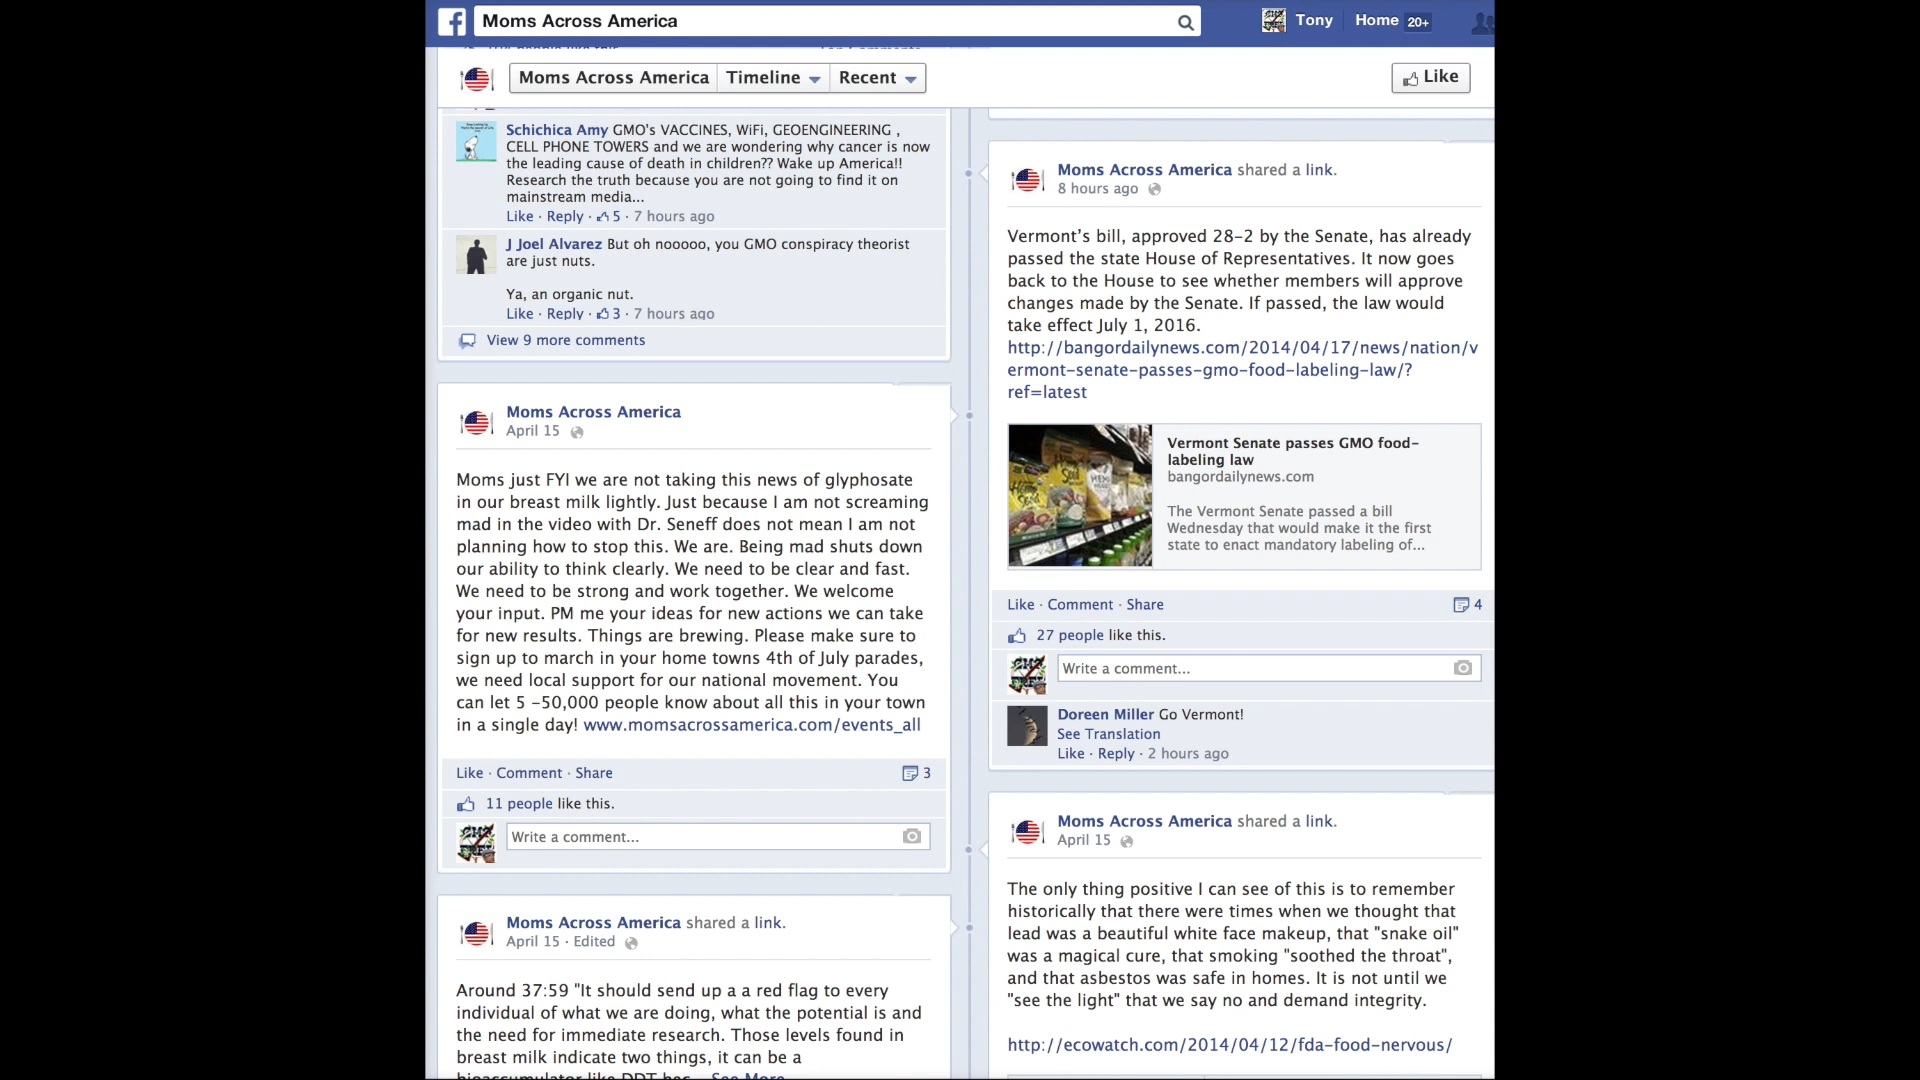 Moms Across America
Tony
Home 20+
Moms Across America
Timeline
Recent
Like
Schichica Amy GMO's VACCINES, WiFi, GEOENGINEERING ,
CELL PHONE TOWERS and we are wondering why cancer is now
the leading cause of death in children?? Wake up America!!
Research the truth because you are not going to find it on
mainstream media...
Like · Reply · 5 · 7 hours ago
J Joel Alvarez But oh nooooo, you GMO conspiracy theorist
are just nuts.
Ya, an organic nut.
Like · Reply · 3 · 7 hours ago
View 9 more comments
Moms Across America
April 15
Moms just FYI we are not taking this news of glyphosate
in our breast milk lightly. Just because I am not screaming
mad in the video with Dr. Seneff does not mean I am not
planning how to stop this. We are. Being mad shuts down
our ability to think clearly. We need to be clear and fast.
We need to be strong and work together. We welcome
your input. PM me your ideas for new actions we can take
for new results. Things are brewing. Please make sure to
sign up to march in your home towns 4th of July parades,
we need local support for our national movement. You
can let 5 -50,000 people know about all this in your town
in a single day! www.momsacrossamerica.com/events_all
Like · Comment · Share
3
11 people like this.
Write a comment...
Moms Across America shared a link.
April 15 · Edited
Around 37:59 "It should send up a a red flag to every
individual of what we are doing, what the potential is and
the need for immediate research. Those levels found in
breast milk indicate two things, it can be a
bioaccumulator like DDT
See More
Moms Across America shared a link.
8 hours ago
Vermont's bill, approved 28-2 by the Senate, has already
passed the state House of Representatives. It now goes
back to the House to see whether members will approve
changes made by the Senate. If passed, the law would
take effect July 1, 2016.
http://bangordailynews.com/2014/04/17/news/nation/v
ermont-senate-passes-gmo-food-labeling-law/?
ref=latest
Vermont Senate passes GMO food-
labeling law
bangordailynews.com
The Vermont Senate passed a bill
Wednesday that would make it the first
state to enact mandatory labeling of...
Like · Comment · Share
4
27 people like this.
Write a comment...
Doreen Miller Go Vermont!
See Translation
Like · Reply · 2 hours ago
Moms Across America shared a link.
April 15
The only thing positive I can see of this is to remember
historically that there were times when we thought that
lead was a beautiful white face makeup, that "snake oil"
was a magical cure, that smoking "soothed the throat",
and that asbestos was safe in homes. It is not until we
"see the light" that we say no and demand integrity.
http://ecowatch.com/2014/04/12/fda-food-nervous/